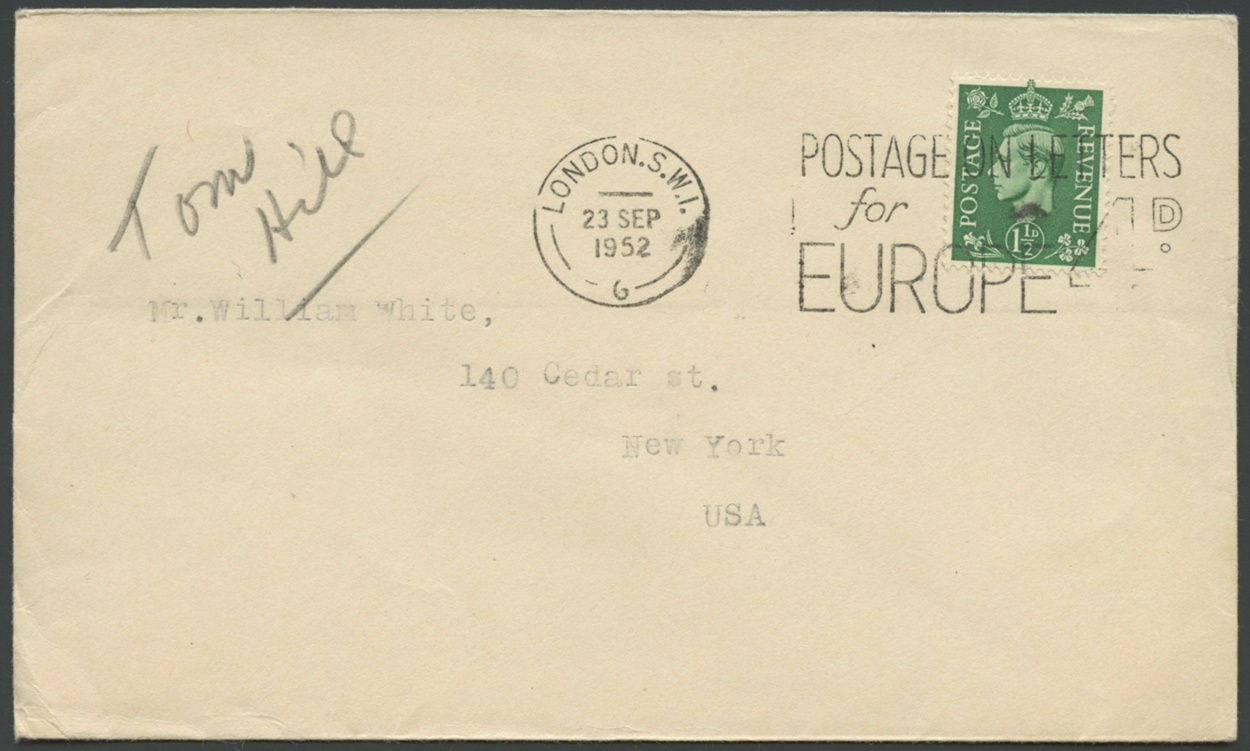 Tom
Hill
LONDON.S.W.1.
23 SEP
1952
6
POSTAGE ON LETTERS
for
EUROPE
D
POSTAGE
REVENUE
1½D
Mr.William White,
140 Cedar st.
New York
USA